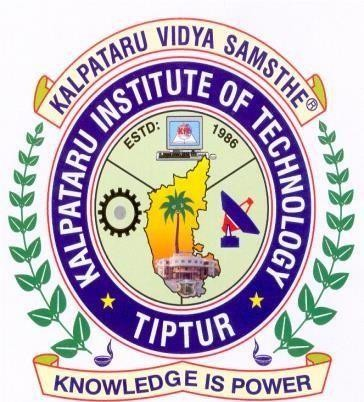 KALPATARU VIDYA SAMSTHE ®
KALPATARU INSTITUTE OF TECHNOLOGY
ESTD: 1986
TIPTUR
KNOWLEDGE IS POWER